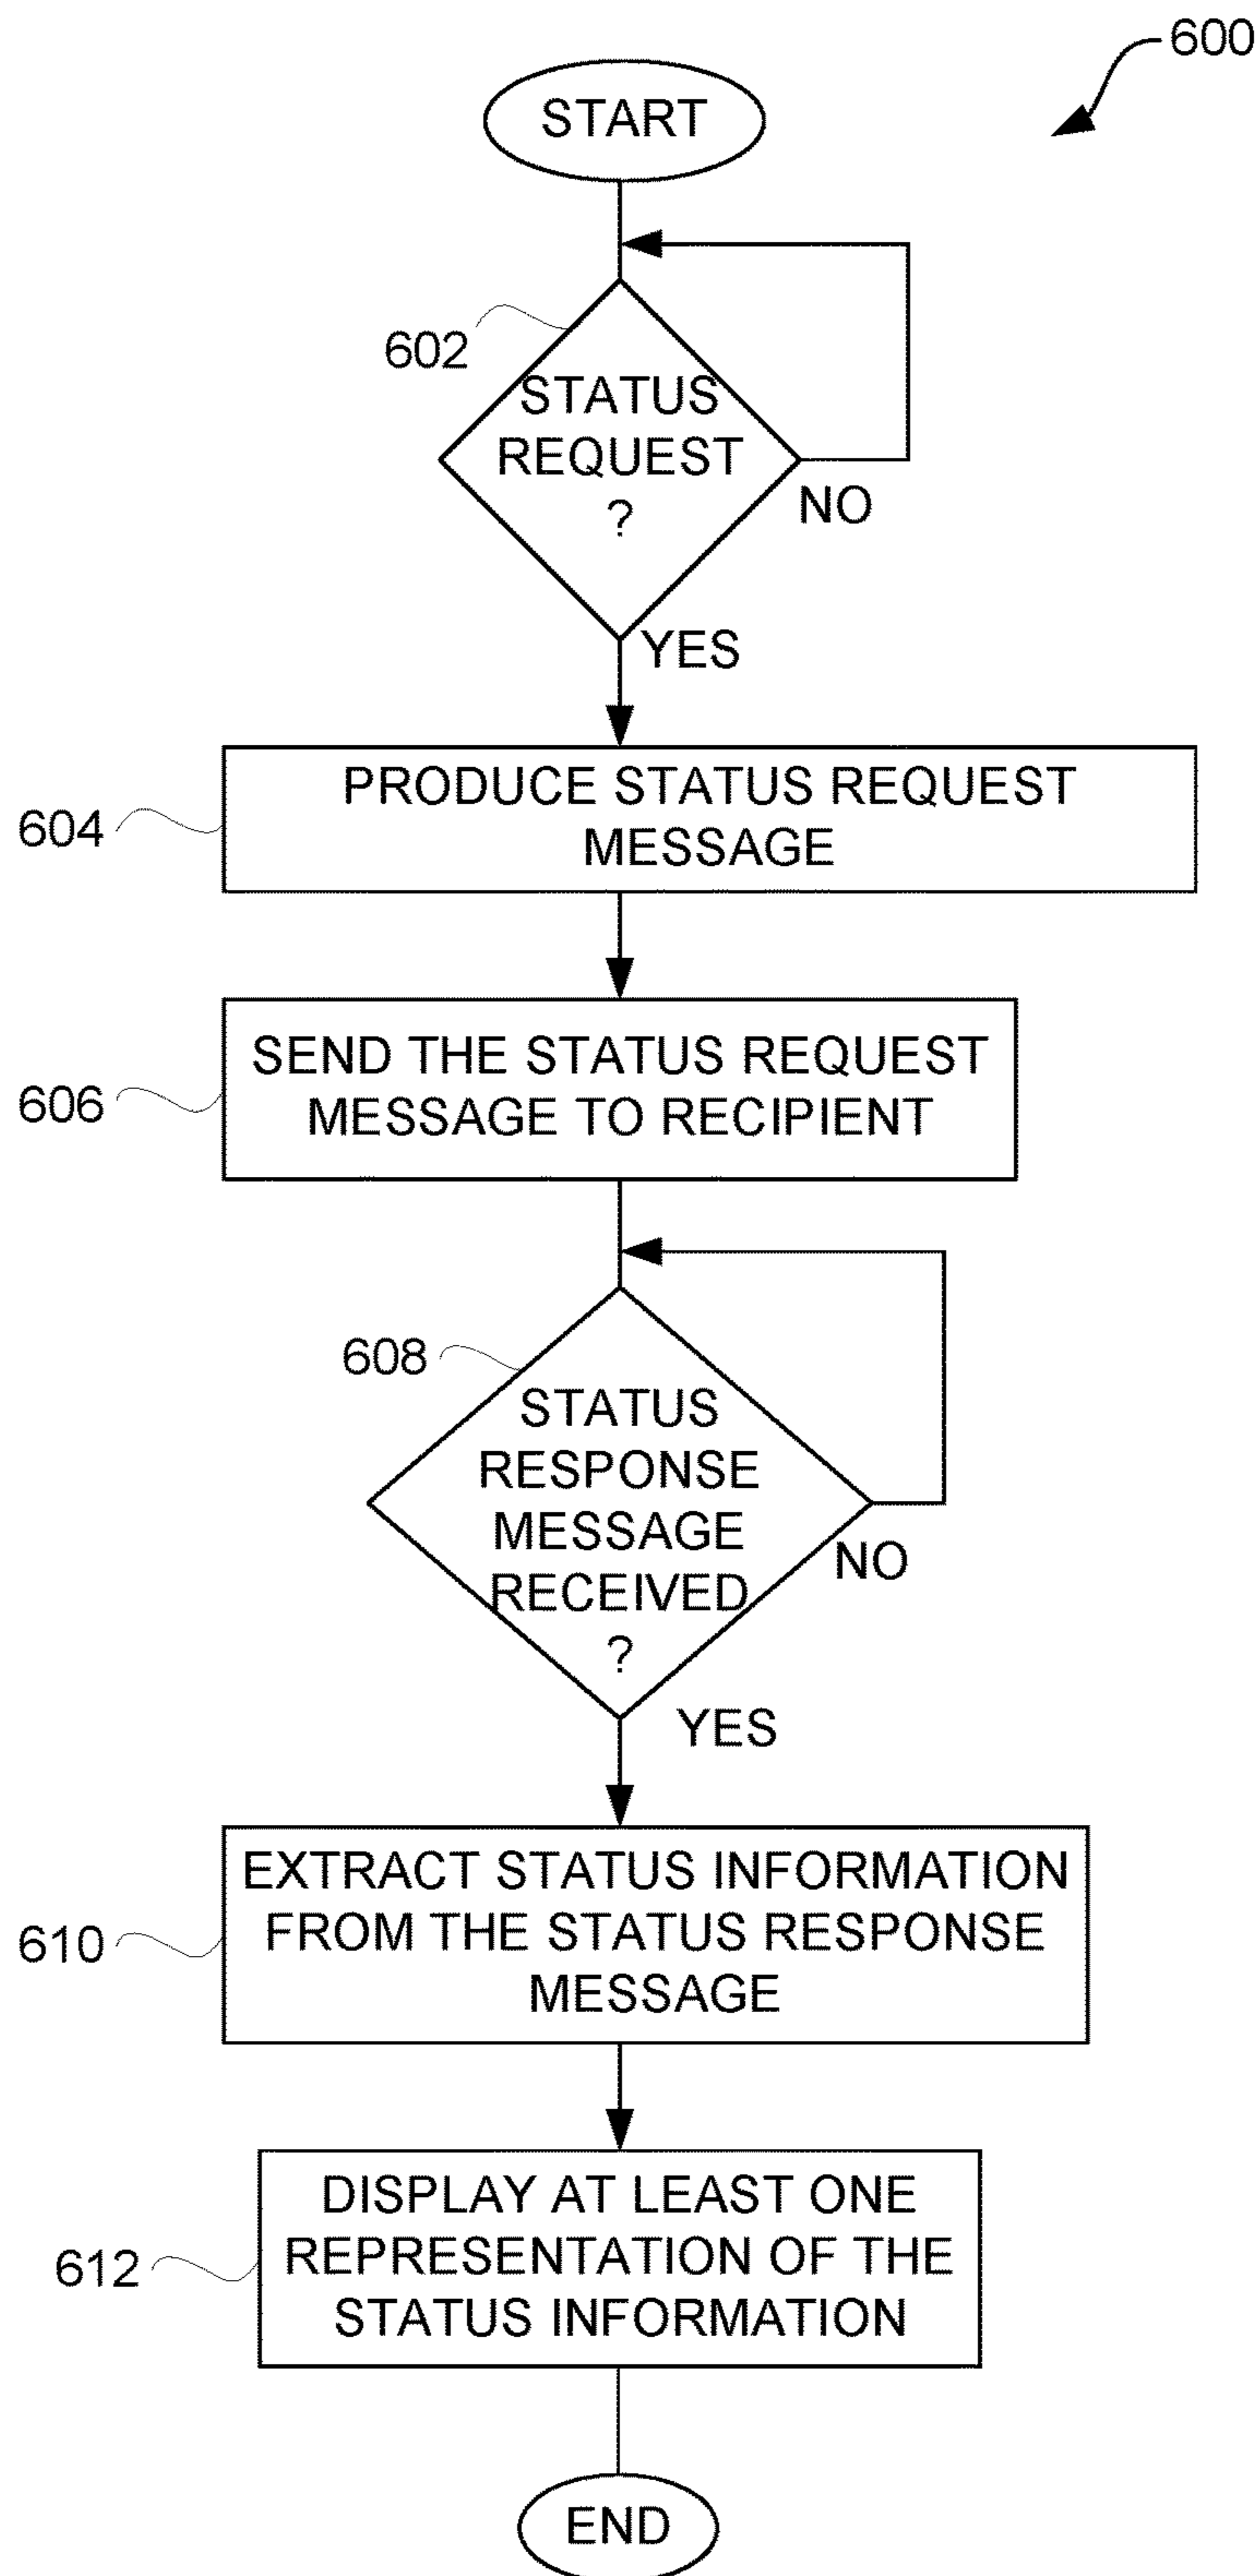 600
START
602
STATUS
REQUEST
?
NO
YES
604
PRODUCE STATUS REQUEST
MESSAGE
606
SEND THE STATUS REQUEST
MESSAGE TO RECIPIENT
608
STATUS
RESPONSE
MESSAGE
RECEIVED
?
NO
YES
610
EXTRACT STATUS INFORMATION
FROM THE STATUS RESPONSE
MESSAGE
612
DISPLAY AT LEAST ONE
REPRESENTATION OF THE
STATUS INFORMATION
END